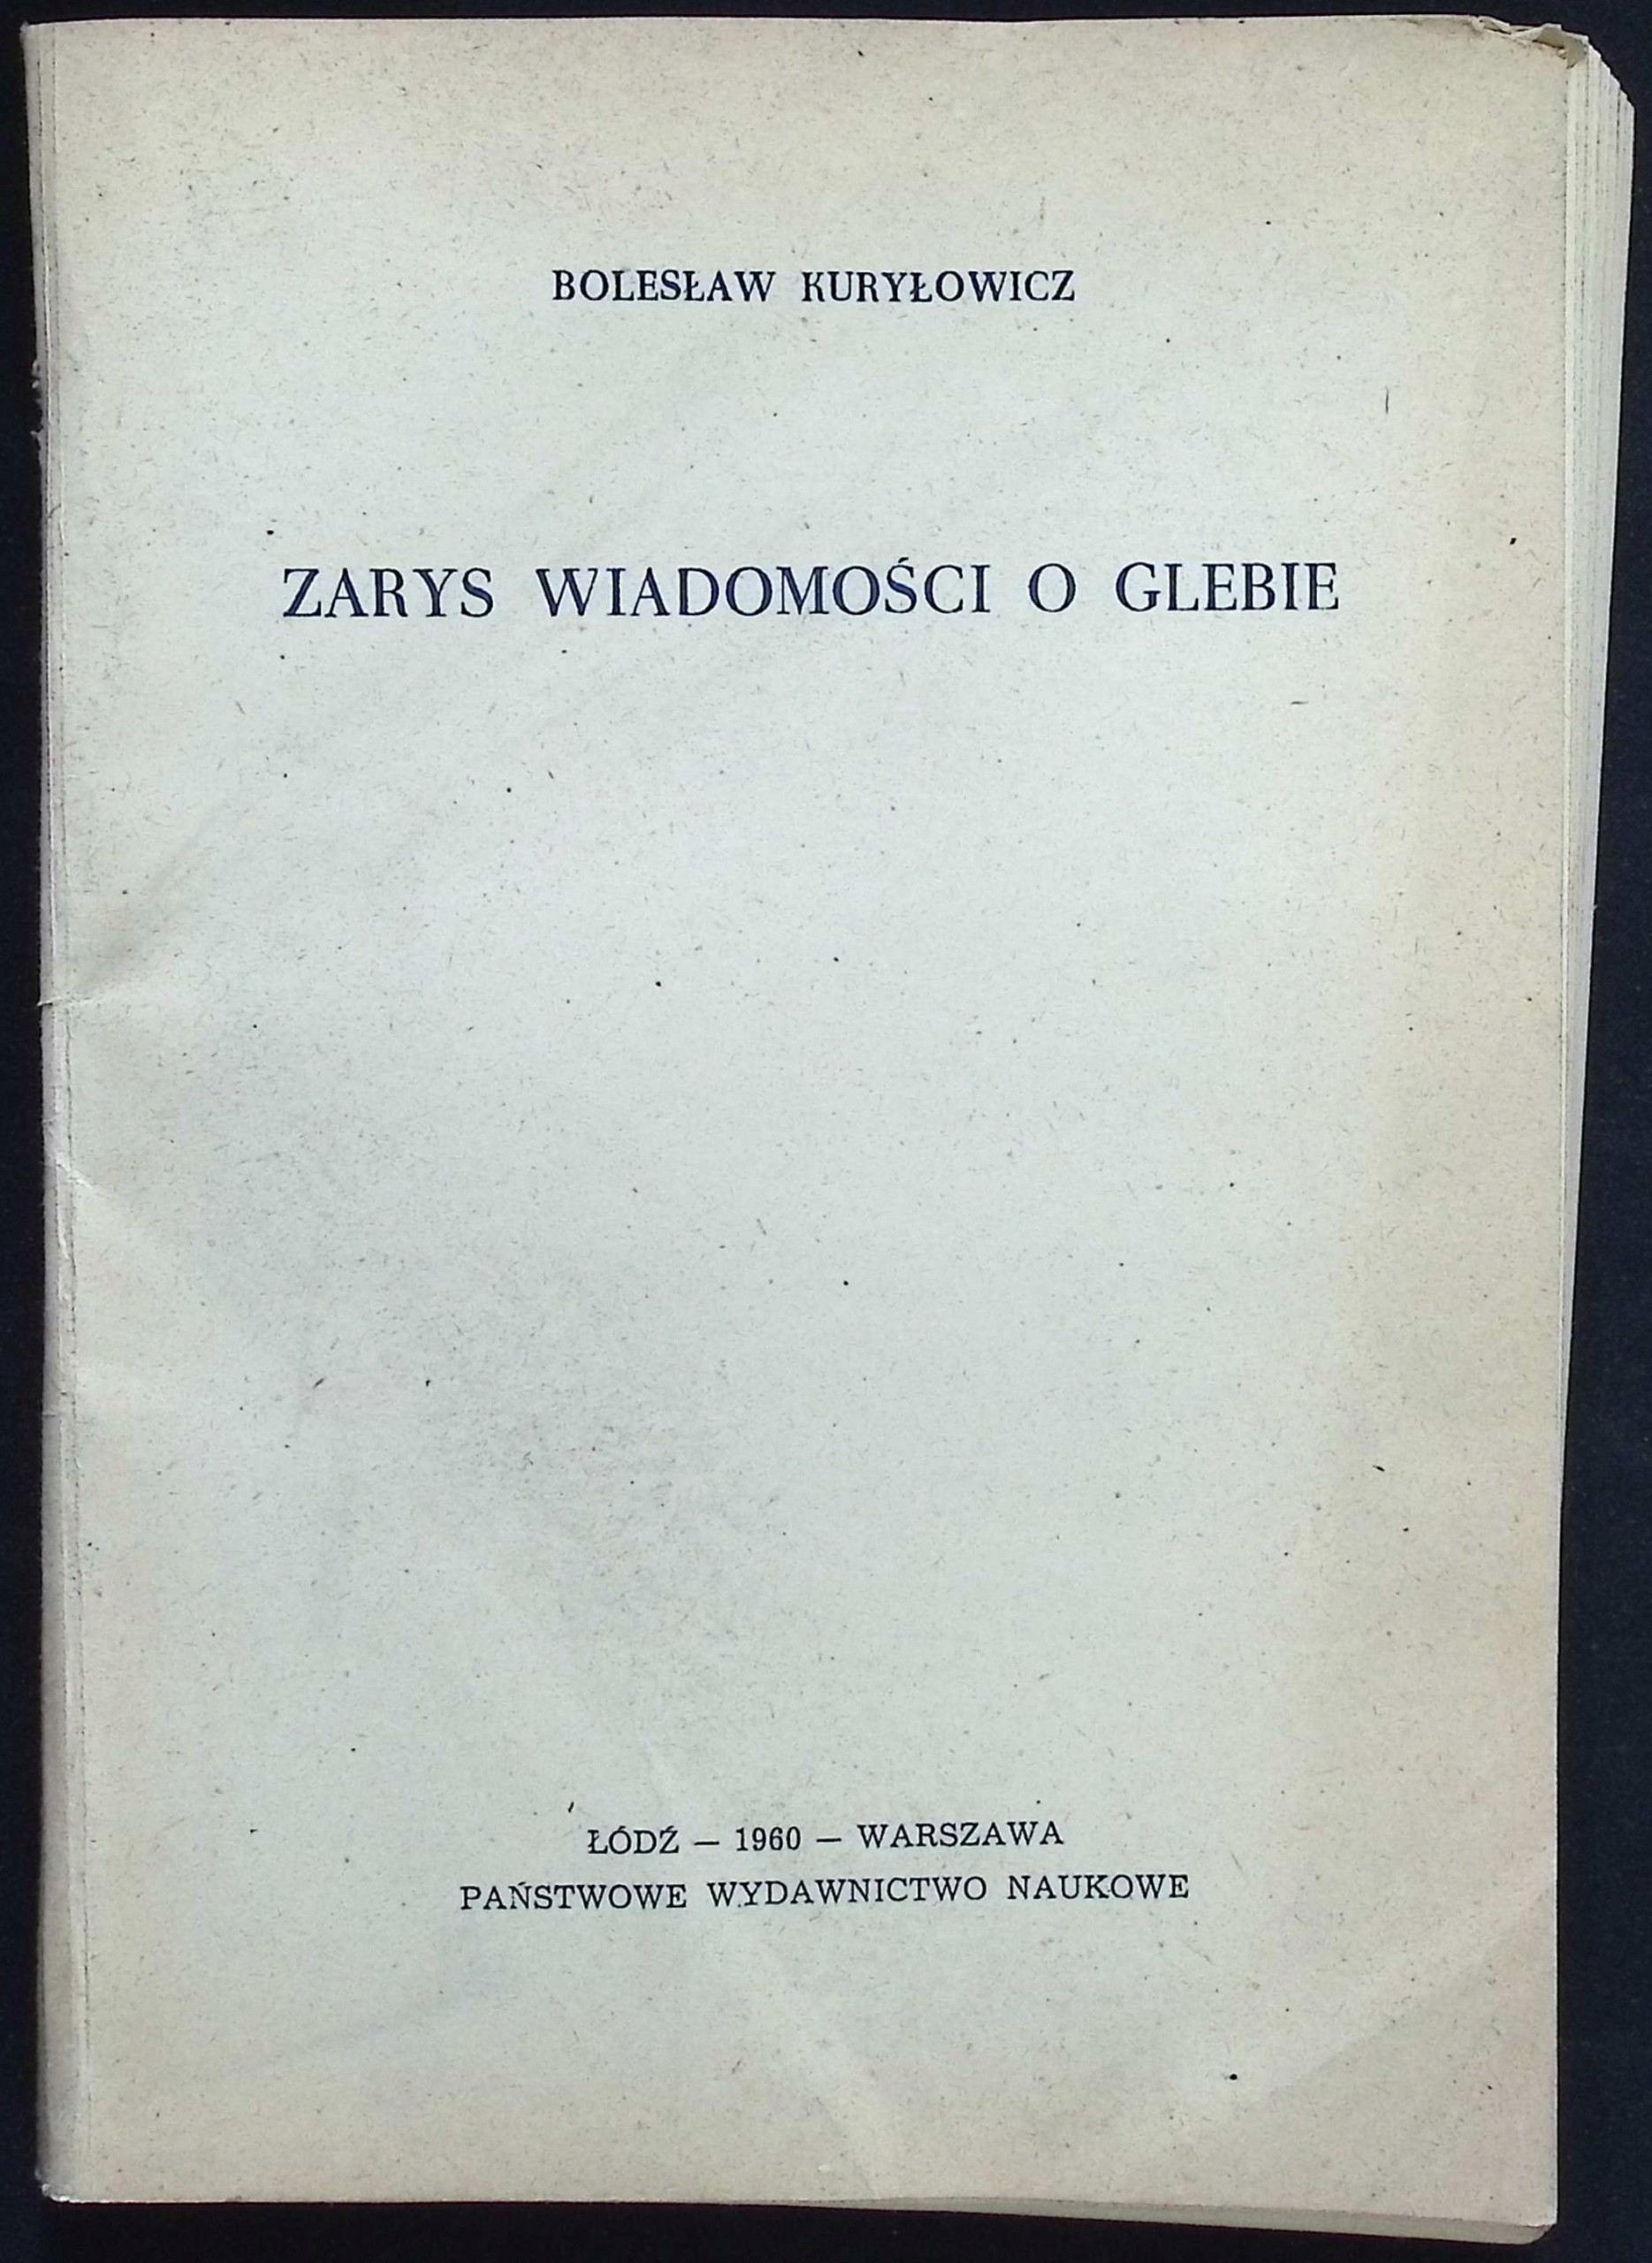 BOLESŁAW KURYŁOWICZ
ZARYS WIADOMOŚCI O GLEBIE
ŁÓDŹ — 1960 — WARSZAWA
PAŃSTWOWE WYDAWNICTWO NAUKOWE